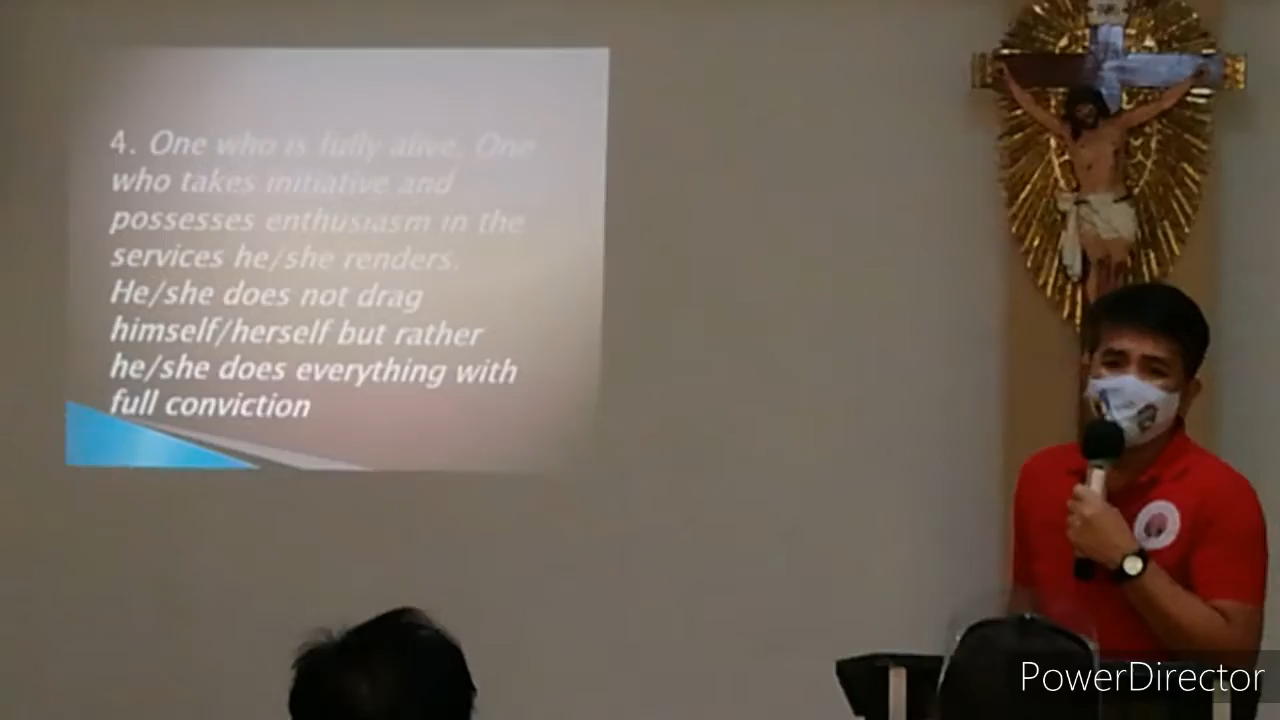 4. One who is fully alive. One
who takes initiative and
possesses enthusiasm in the
services he/she renders.
He/she does not drag
himself/herself but rather
he/she does everything with
full conviction
PowerDirector